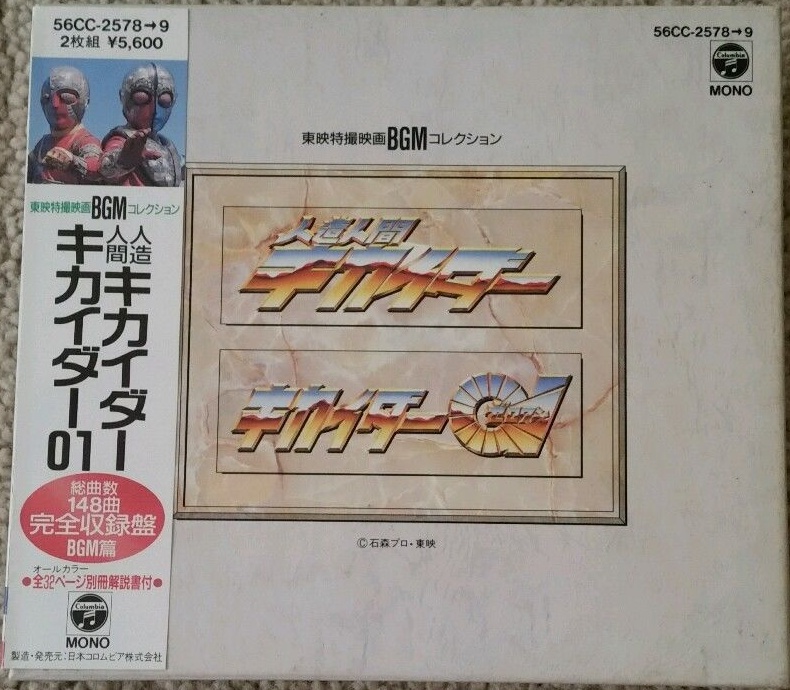 56CC-2578→9
2枚組 ¥5,600
東映特撮映画BGMコレクション
人造人間キカイダー
キカイダー01
総曲数
148曲
完全収録盤
BGM篇
オールカラー
●全32ページ別冊解説書付●
Columbia
MONO
製造・発売元:日本コロムビア株式会社
56CC-2578→9
Columbia
MONO
東映特撮映画BGMコレクション
人造人間
キカイダー
キカイダー01
ゼロワン
©石森プロ・東映